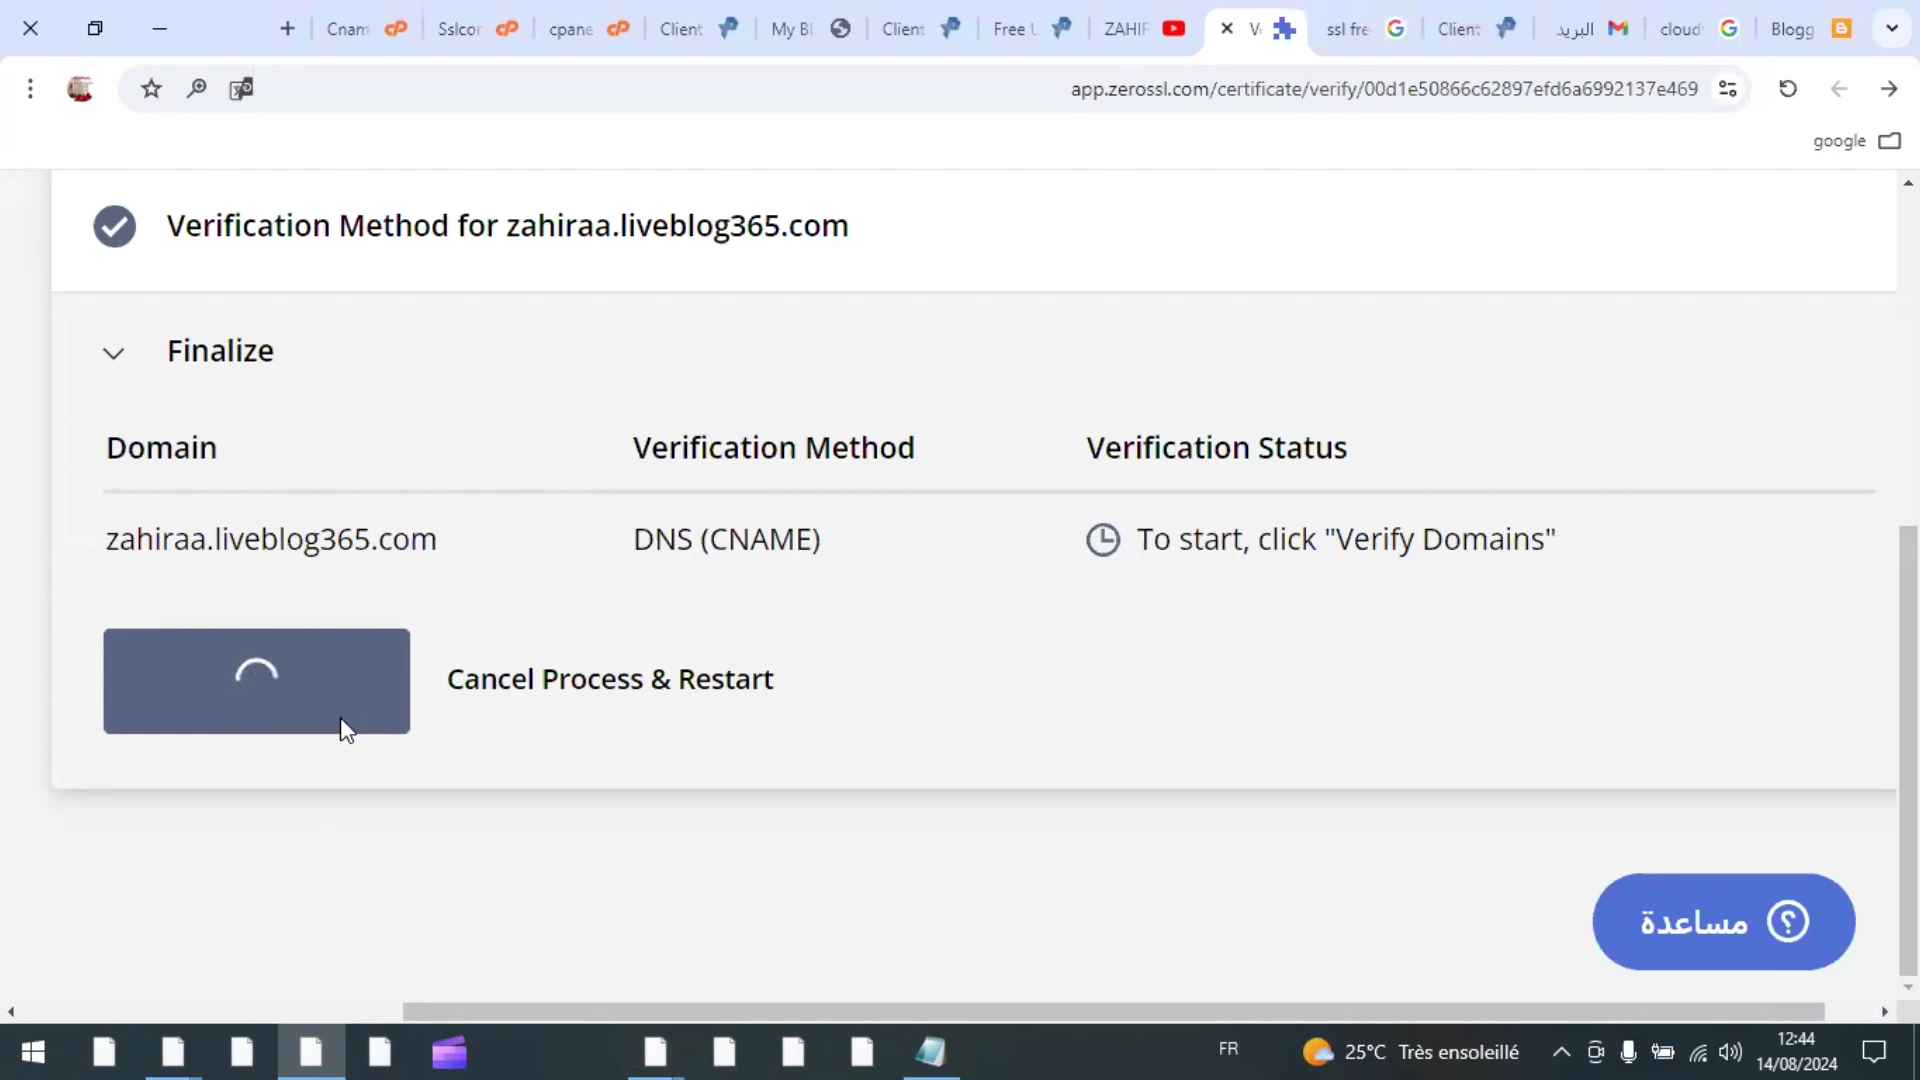 Cnam
Sslcor
cpane
Client
My Bl
Client
Free U
ZAHIR
ssl fre
Client
البريد
cloud
Blogg
app.zerossl.com/certificate/verify/00d1e50866c62897efd6a6992137e469
google
Verification Method for zahiraa.liveblog365.com
Finalize
Domain
Verification Method
Verification Status
zahiraa.liveblog365.com
DNS (CNAME)
To start, click "Verify Domains"
Cancel Process & Restart
مساعدة
FR
25°C Très ensoleillé
12:44
14/08/2024